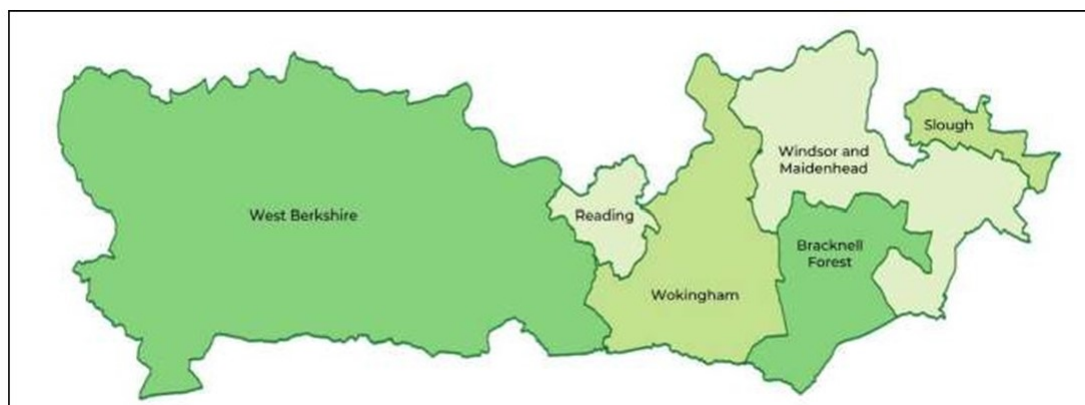 West Berkshire
Reading
Wokingham
Windsor and
Maidenhead
Bracknell
Forest
Slough